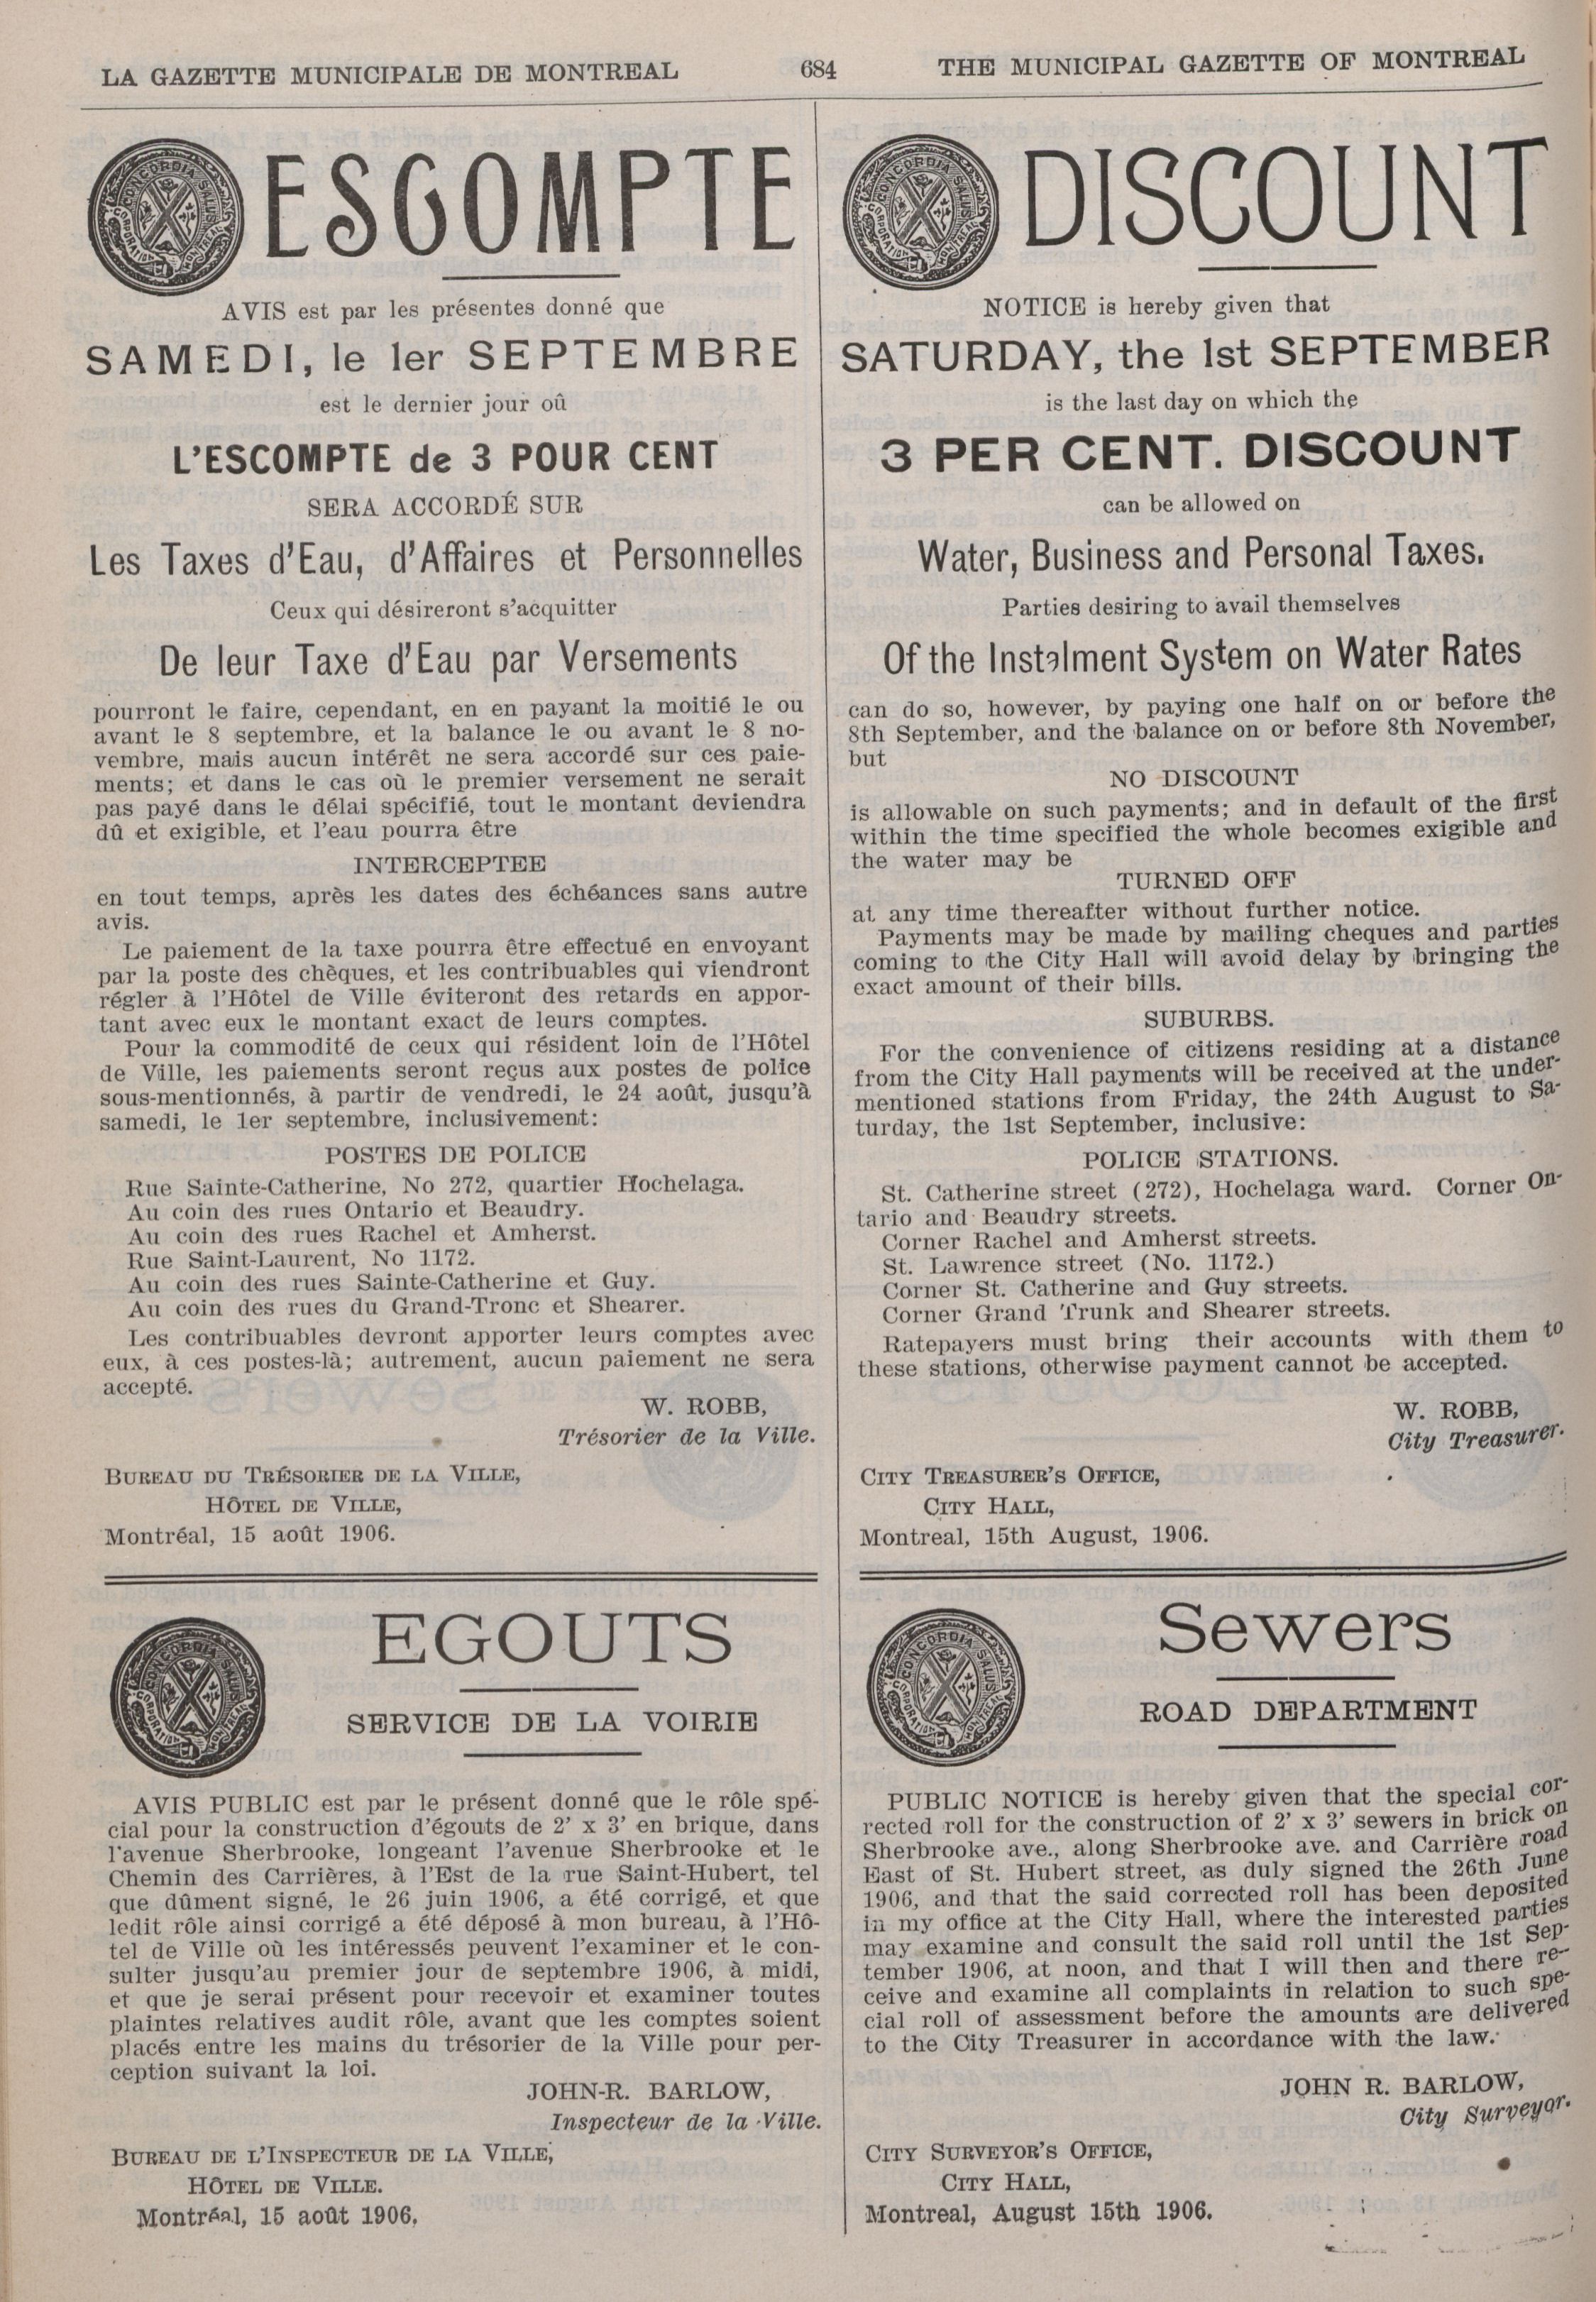 LA GAZETTE MUNICIPALE DE MONTREAL 684 THE MUNICIPAL GAZETTE OF MONTREAL
CONCORDIA SALUS
CORPORATION MONTREAL
ESCOMPTE
AVIS est par les présentes donné que
SAMEDI, le 1er SEPTEMBRE
est le dernier jour oû
L'ESCOMPTE de 3 POUR CENT
SERA ACCORDÉ SUR
Les Taxes d'Eau, d'Affaires et Personnelles
Ceux qui désireront s'acquitter
De leur Taxe d'Eau par Versements
pourront le faire, cependant, en en payant la moitié le ou
avant le 8 septembre, et la balance le ou avant le 8 no-
vembre, mais aucun intérêt ne sera accordé sur ces paie-
ments; et dans le cas où le premier versement ne serait
pas payé dans le délai spécifié, tout le montant deviendra
dû et exigible, et l'eau pourra être
INTERCEPTEE
en tout temps, après les dates des échéances sans autre
avis.
Le paiement de la taxe pourra être effectué en envoyant
par la poste des chèques, et les contribuables qui viendront
régler à l'Hôtel de Ville éviteront des retards en appor-
tant avec eux le montant exact de leurs comptes.
Pour la commodité de ceux qui résident loin de l'Hôtel
de Ville, les paiements seront reçus aux postes de police
sous-mentionnés, à partir de vendredi, le 24 août, jusqu'à
samedi, le 1er septembre, inclusivement:
POSTES DE POLICE
Rue Sainte-Catherine, No 272, quartier Hochelaga.
Au coin des rues Ontario et Beaudry.
Au coin des rues Rachel et Amherst.
Rue Saint-Laurent, No 1172.
Au coin des rues Sainte-Catherine et Guy.
Au coin des rues du Grand-Tronc et Shearer.
Les contribuables devront apporter leurs comptes avec
eux, à ces postes-là; autrement, aucun paiement ne sera
accepté.
W. ROBB,
Trésorier de la Ville.
BUREAU DU TRÉSORIER DE LA VILLE,
HÔTEL DE VILLE,
Montréal, 15 août 1906.
CONCORDIA SALUS
CORPORATION MONTREAL
EGOUTS
SERVICE DE LA VOIRIE
AVIS PUBLIC est par le présent donné que le rôle spé-
cial pour la construction d'égouts de 2' x 3' en brique, dans
l'avenue Sherbrooke, longeant l'avenue Sherbrooke et le
Chemin des Carrières, à l'Est de la rue Saint-Hubert, tel
que dûment signé, le 26 juin 1906, a été corrigé, et que
ledit rôle ainsi corrigé a été déposé à mon bureau, à l'Hô-
tel de Ville où les intéressés peuvent l'examiner et le con-
sulter jusqu'au premier jour de septembre 1906, à midi,
et que je serai présent pour recevoir et examiner toutes
plaintes relatives audit rôle, avant que les comptes soient
placés entre les mains du trésorier de la Ville pour per-
ception suivant la loi.
JOHN-R. BARLOW,
Inspecteur de la Ville.
BUREAU DE L'INSPECTEUR DE LA VILLE,
HÔTEL DE VILLE.
Montréal, 15 août 1906.
CONCORDIA SALUS
CORPORATION MONTREAL
DISCOUNT
NOTICE is hereby given that
SATURDAY, the 1st SEPTEMBER
is the last day on which the
3 PER CENT. DISCOUNT
can be allowed on
Water, Business and Personal Taxes.
Parties desiring to avail themselves
Of the Instalment System on Water Rates
can do so, however, by paying one half on or before the
8th September, and the balance on or before 8th November,
but
NO DISCOUNT
is allowable on such payments; and in default of the first
within the time specified the whole becomes exigible and
the water may be
TURNED OFF
at any time thereafter without further notice.
Payments may be made by mailing cheques and parties
coming to the City Hall will avoid delay by bringing the
exact amount of their bills.
SUBURBS.
For the convenience of citizens residing at a distance
from the City Hall payments will be received at the under-
mentioned stations from Friday, the 24th August to Sa-
turday, the 1st September, inclusive:
POLICE STATIONS.
St. Catherine street (272), Hochelaga ward. Corner On-
tario and Beaudry streets.
Corner Rachel and Amherst streets.
St. Lawrence street (No. 1172.)
Corner St. Catherine and Guy streets.
Corner Grand Trunk and Shearer streets.
Ratepayers must bring their accounts with them to
these stations, otherwise payment cannot be accepted.
W. ROBB,
City Treasurer.
CITY TREASURER'S OFFICE,
CITY HALL,
Montreal, 15th August, 1906.
CONCORDIA SALUS
CORPORATION MONTREAL
Sewers
ROAD DEPARTMENT
PUBLIC NOTICE is hereby given that the special cor-
rected roll for the construction of 2' x 3' sewers in brick on
Sherbrooke ave., along Sherbrooke ave. and Carrière road
East of St. Hubert street, as duly signed the 26th June
1906, and that the said corrected roll has been deposited
in my office at the City Hall, where the interested parties
may examine and consult the said roll until the 1st Sep-
tember 1906, at noon, and that I will then and there re-
ceive and examine all complaints in relation to such spe-
cial roll of assessment before the amounts are delivered
to the City Treasurer in accordance with the law.
JOHN R. BARLOW,
City Surveyor.
CITY SURVEYOR'S OFFICE,
CITY HALL,
Montreal, August 15th 1906.